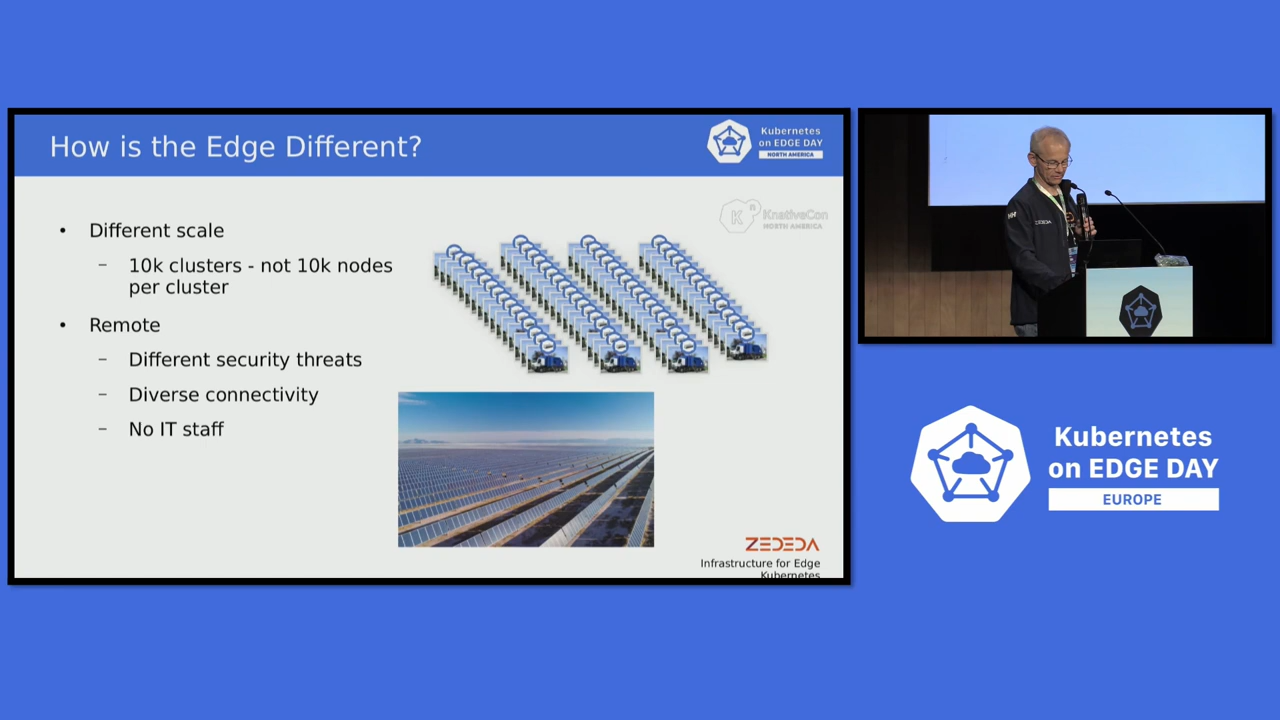 How is the Edge Different?
Kubernetes
on EDGE DAY
NORTH AMERICA
KnativeCon
NORTH AMERICA
• Different scale
– 10k clusters - not 10k nodes
per cluster
• Remote
– Different security threats
– Diverse connectivity
– No IT staff
ZEDEDA
Infrastructure for Edge
Kubernetes
ZEDEDA
Kubernetes
on EDGE DAY
EUROPE